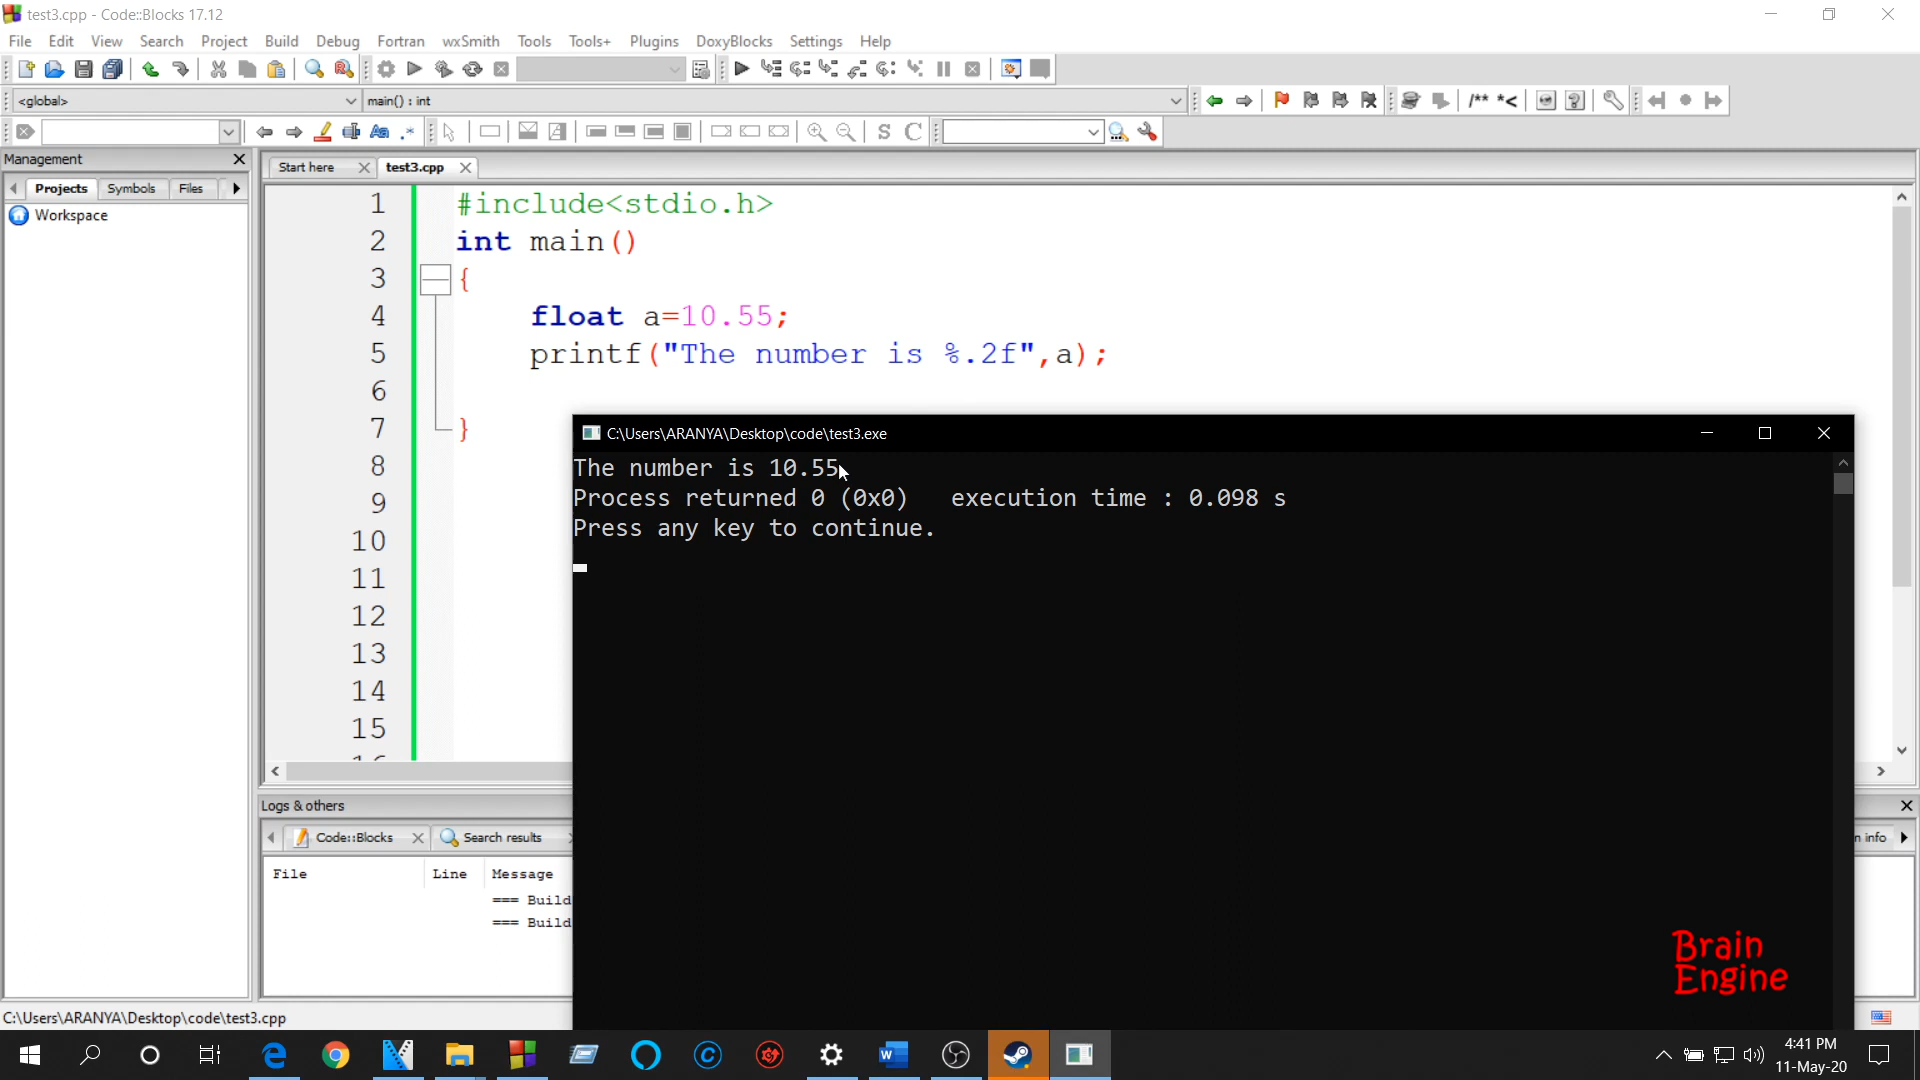 test3.cpp - Code::Blocks 17.12
File Edit View Search Project Build Debug Fortran wxSmith Tools Tools+ Plugins DoxyBlocks Settings Help
<global> main() : int
/** *<
Management
Projects Symbols Files
Workspace
Start here test3.cpp
1 #include<stdio.h>
2 int main()
3 {
4 float a=10.55;
5 printf("The number is %.2f",a);
6
7 }
8
9
10
11
12
13
14
15
C:\Users\ARANYA\Desktop\code\test3.exe
The number is 10.55
Process returned 0 (0x0) execution time : 0.098 s
Press any key to continue.
Logs & others
Code::Blocks Search results n info
File Line Message
=== Build
=== Build
Brain
Engine
C:\Users\ARANYA\Desktop\code\test3.cpp
4:41 PM
11-May-20